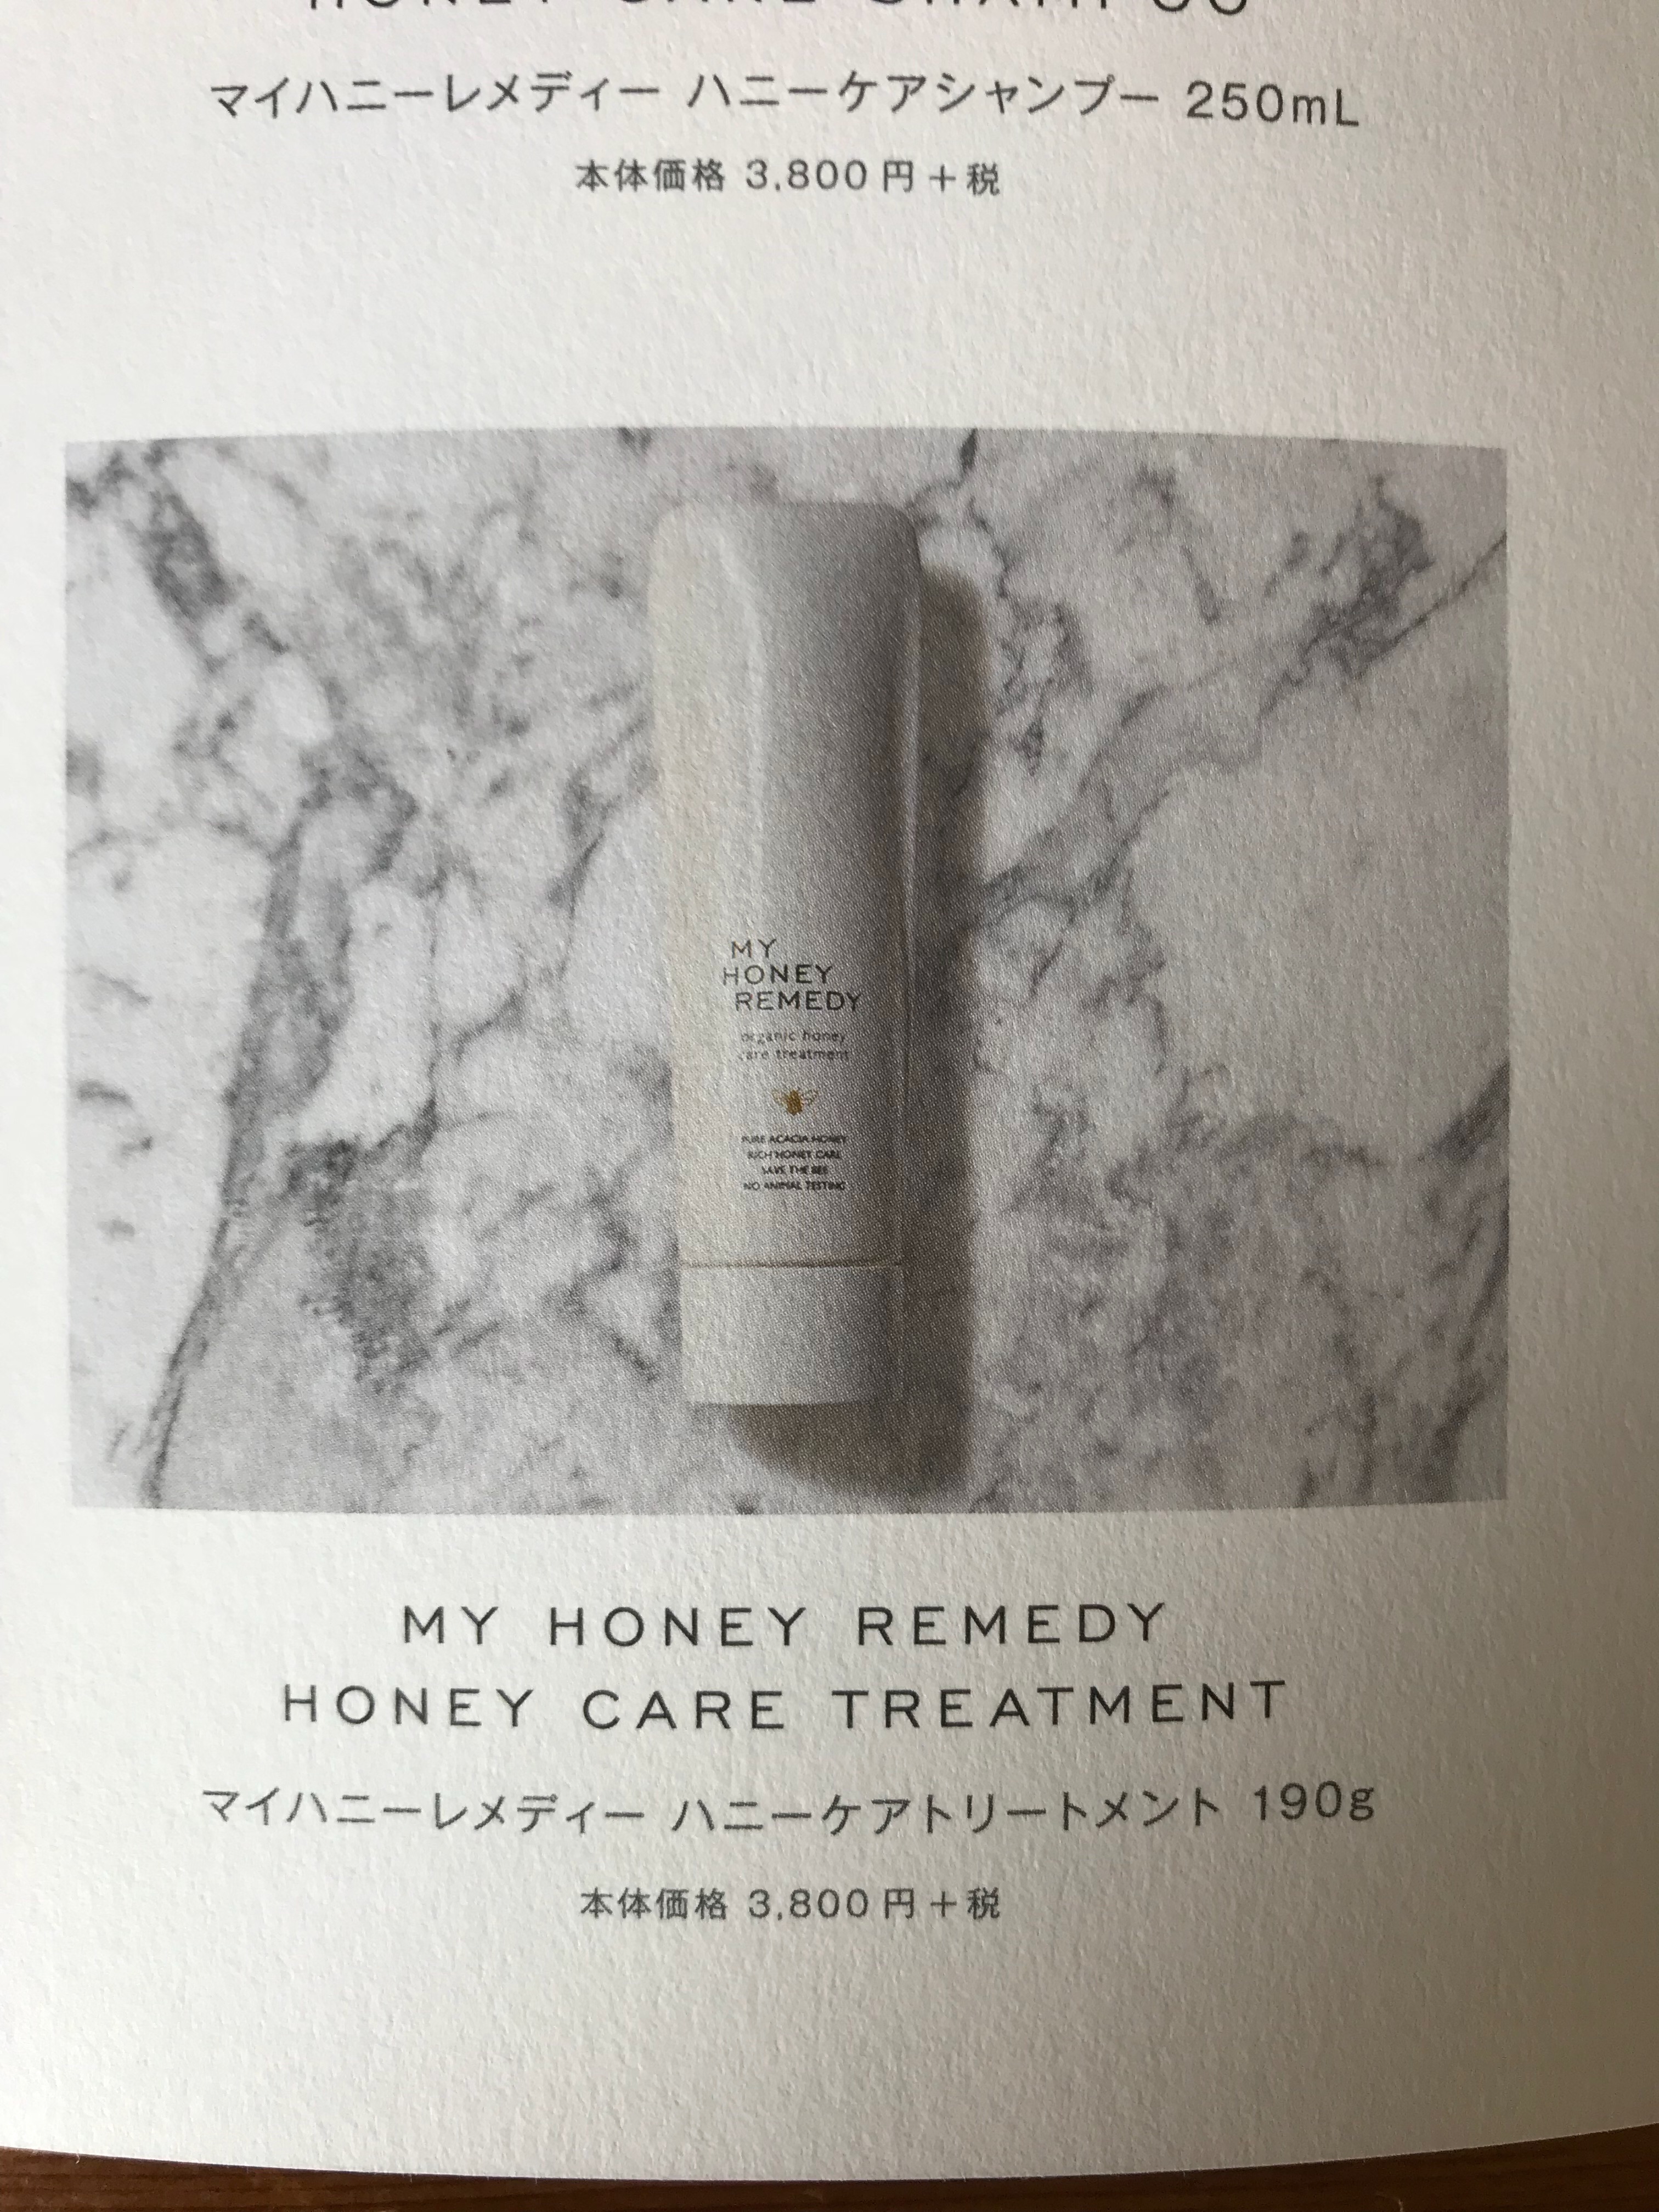 HONEY CARE SHAMPOO
マイハニーレメディー ハニーケアシャンプー 250mL
本体価格 3,800円+税
MY
HONEY
REMEDY
organic honey
care treatment
PURE ACACIA HONEY
RICH HONEY CARE
SAVE THE BEE
NO ANIMAL TESTING
MY HONEY REMEDY
HONEY CARE TREATMENT
マイハニーレメディー ハニーケアトリートメント 190g
本体価格 3,800円+税